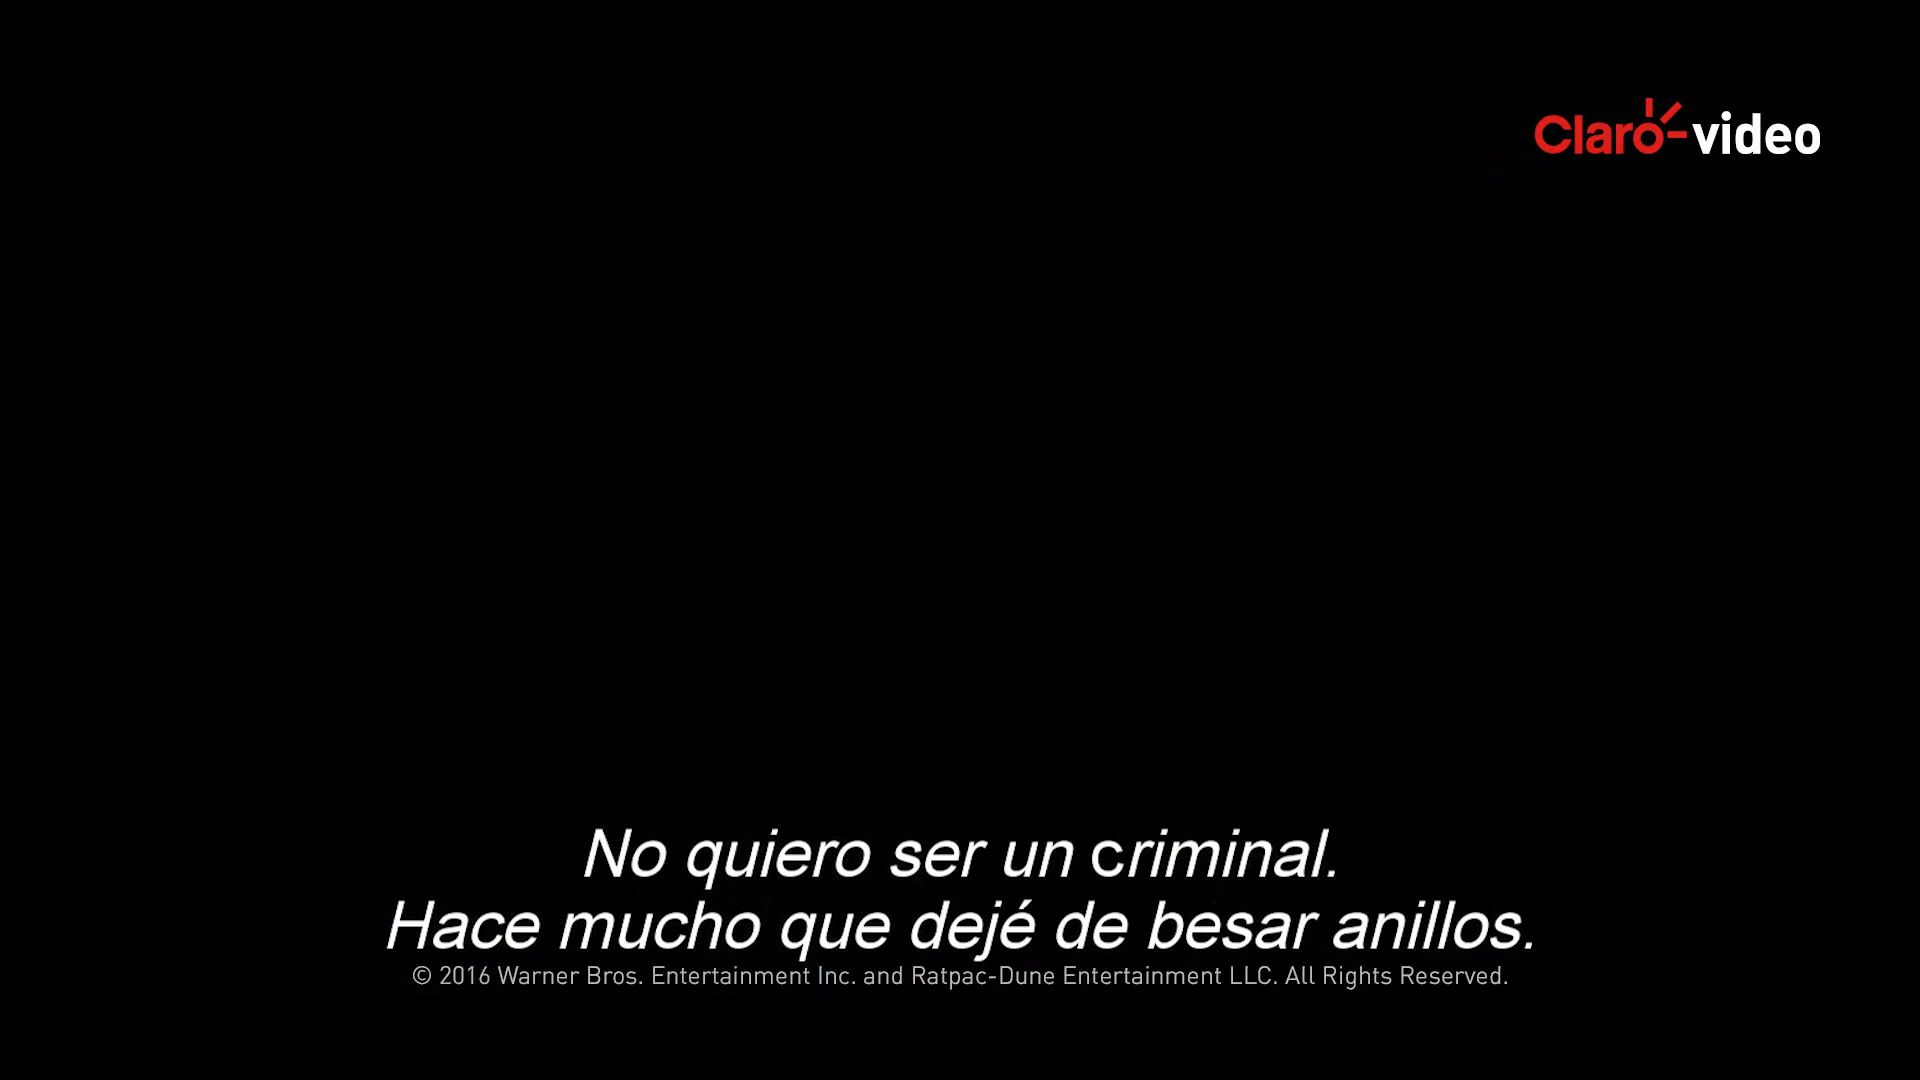 Claro-video
No quiero ser un criminal.
Hace mucho que dejé de besar anillos.
© 2016 Warner Bros. Entertainment Inc. and Ratpac-Dune Entertainment LLC. All Rights Reserved.